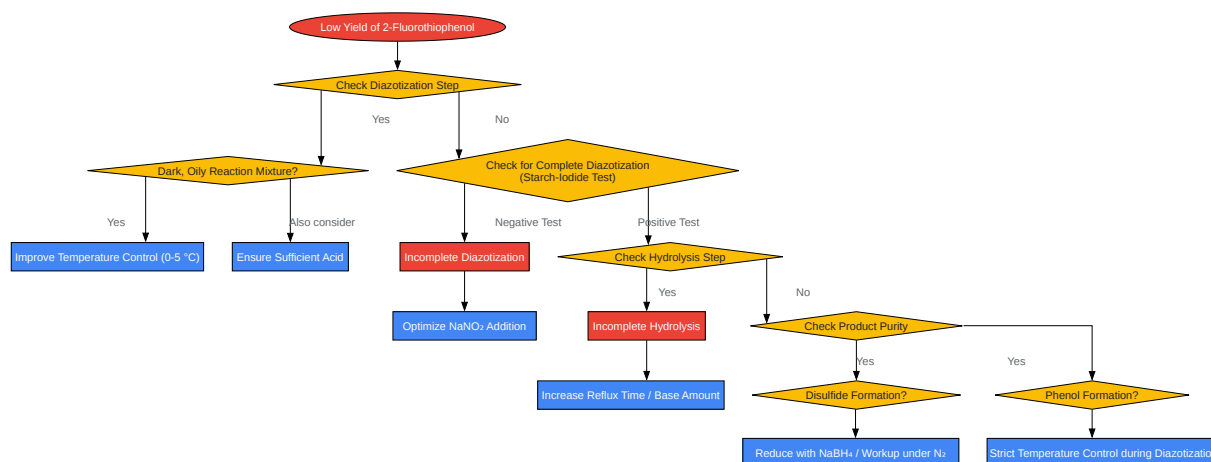 Low Yield of 2-Fluorothiophenol
Check Diazotization Step
Yes
No
Dark, Oily Reaction Mixture?
Check for Complete Diazotization
(Starch-Iodide Test)
Yes
Also consider
Negative Test
Positive Test
Improve Temperature Control (0-5 °C)
Ensure Sufficient Acid
Incomplete Diazotization
Check Hydrolysis Step
Yes
No
Optimize NaNO₂ Addition
Incomplete Hydrolysis
Check Product Purity
Yes
Yes
Increase Reflux Time / Base Amount
Disulfide Formation?
Phenol Formation?
Reduce with NaBH₄ / Workup under N₂
Strict Temperature Control during Diazotization